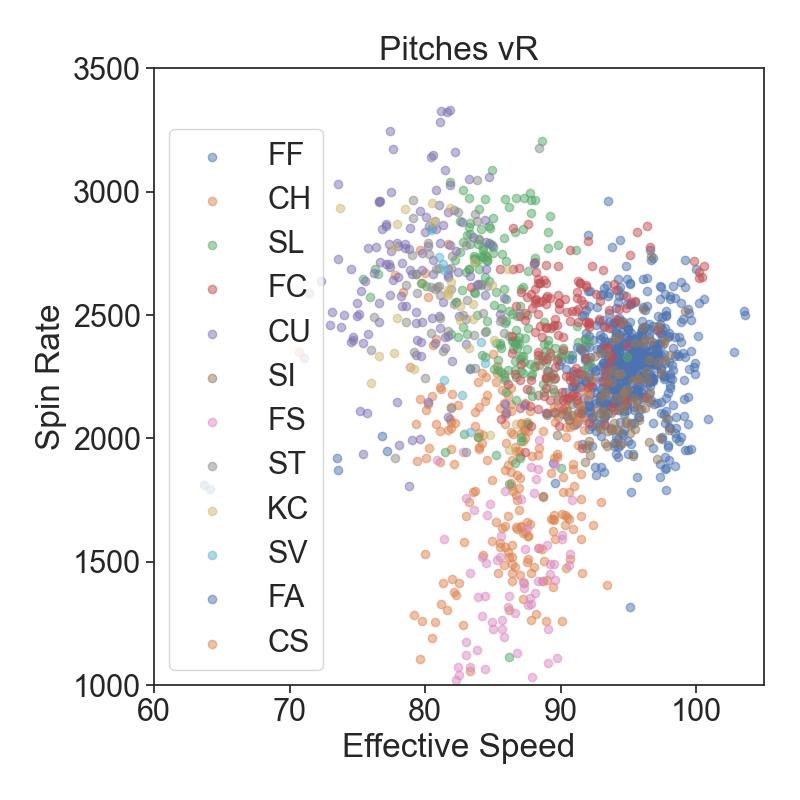 Pitches vR
3500
3000
2500
2000
1500
1000
Spin Rate
FF
CH
SL
FC
CU
SI
FS
ST
KC
SV
FA
CS
60 70 80 90 100
Effective Speed